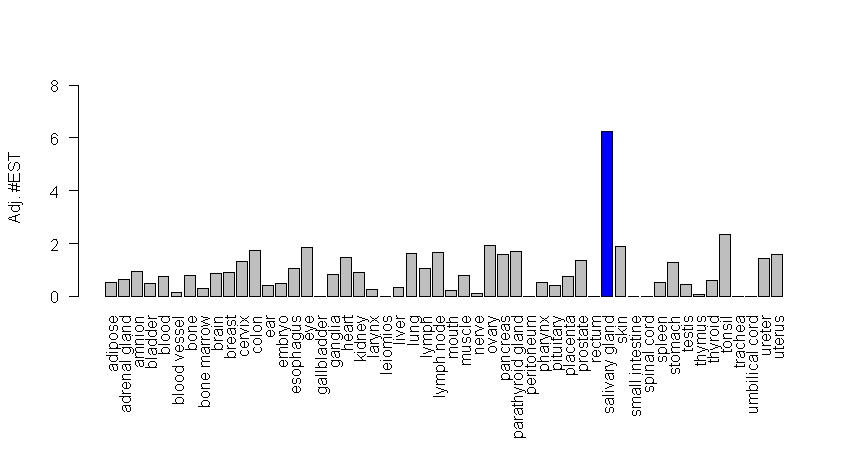 Adj. #EST
8
6
4
2
0
adipose
adrenal gland
amnion
bladder
blood
blood vessel
bone
bone marrow
brain
breast
cervix
colon
ear
embryo
esophagus
eye
gallbladder
ganglia
heart
kidney
larynx
leiomios
liver
lung
lymph
lymph node
mouth
muscle
nerve
ovary
pancreas
parathyroid gland
peritoneum
pharynx
pituitary
placenta
prostate
rectum
salivary gland
skin
small intestine
spinal cord
spleen
stomach
testis
thymus
thyroid
tonsil
trachea
umbilical cord
ureter
uterus